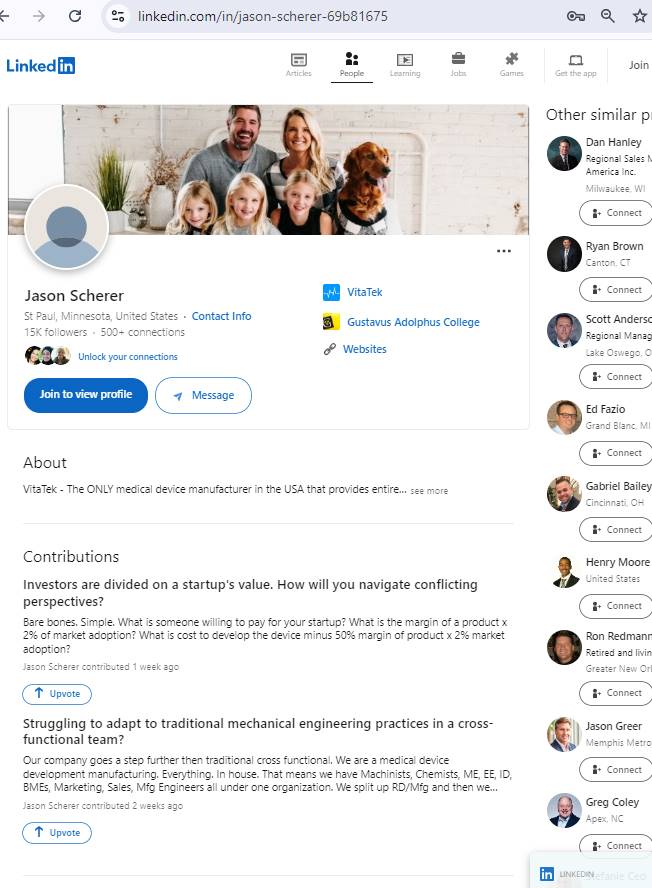 linkedin.com/in/jason-scherer-69b81675
Linked in
Articles
People
Learning
Jobs
Games
Get the app
Join
Jason Scherer
St Paul, Minnesota, United States · Contact Info
15K followers · 500+ connections
Unlock your connections
Join to view profile
Message
VitaTek
Gustavus Adolphus College
Websites
About
VitaTek - The ONLY medical device manufacturer in the USA that provides entire... see more
Contributions
Investors are divided on a startup's value. How will you navigate conflicting
perspectives?
Bare bones. Simple. What is someone willing to pay for your startup? What is the margin of a product x
2% of market adoption? What is cost to develop the device minus 50% margin of product x 2% market
adoption?
Jason Scherer contributed 1 week ago
Upvote
Struggling to adapt to traditional mechanical engineering practices in a cross-
functional team?
Our company goes a step further then traditional cross functional. We are a medical device
development manufacturing. Everything. In house. That means we have Machinists, Chemists, ME, EE, ID,
BMEs, Marketing, Sales, Mfg Engineers all under one organization. We split up RD/Mfg and then we...
Jason Scherer contributed 2 weeks ago
Upvote
Other similar pr
Dan Hanley
Regional Sales M
America Inc.
Milwaukee, WI
Connect
Ryan Brown
Canton, CT
Connect
Scott Anderso
Regional Manag
Lake Oswego, O
Connect
Ed Fazio
Grand Blanc, MI
Connect
Gabriel Bailey
Cincinnati, OH
Connect
Henry Moore
United States
Connect
Ron Redmann
Retired and livin
Greater New Orl
Connect
Jason Greer
Memphis Metro
Connect
Greg Coley
Apex, NC
Connect
in LINKEDIN